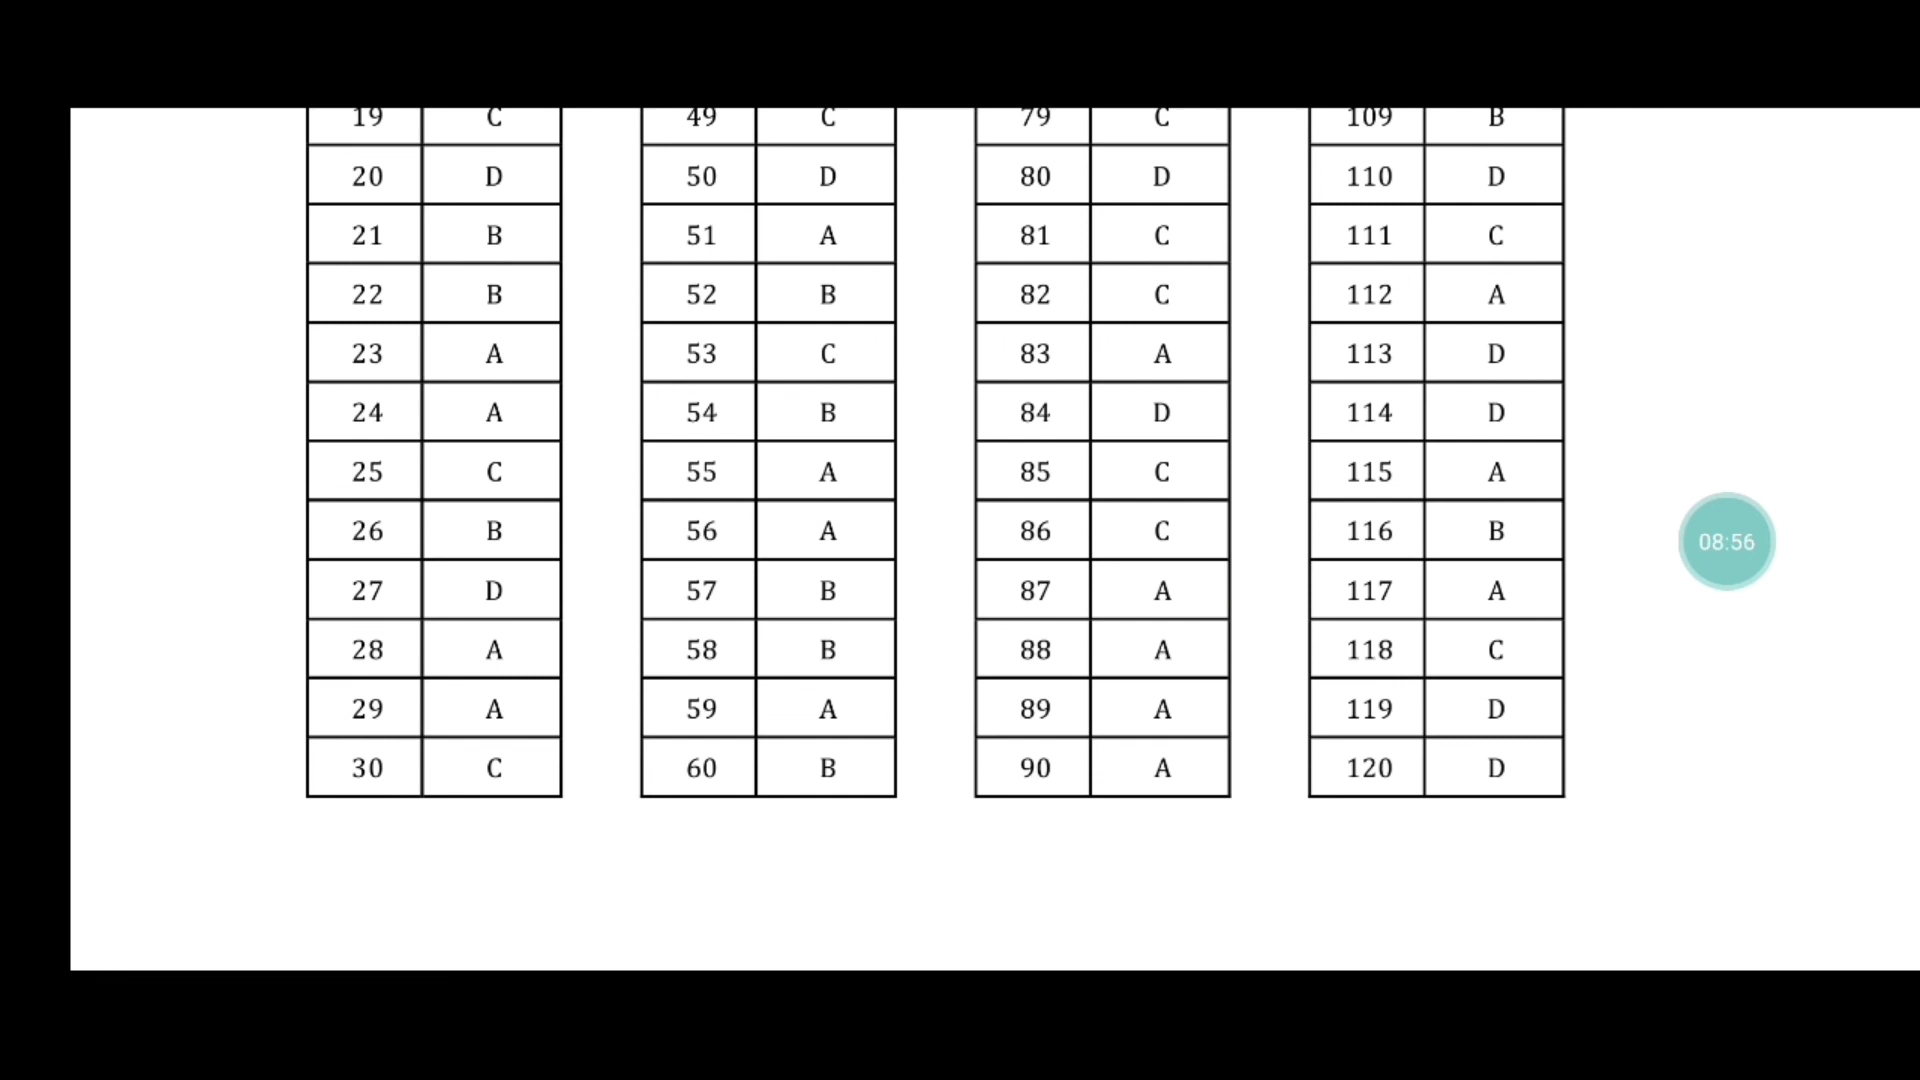 19 C 49 C 79 C 109 B
20 D 50 D 80 D 110 D
21 B 51 A 81 C 111 C
22 B 52 B 82 C 112 A
23 A 53 C 83 A 113 D
24 A 54 B 84 D 114 D
25 C 55 A 85 C 115 A
26 B 56 A 86 C 116 B
08:56
27 D 57 B 87 A 117 A
28 A 58 B 88 A 118 C
29 A 59 A 89 A 119 D
30 C 60 B 90 A 120 D